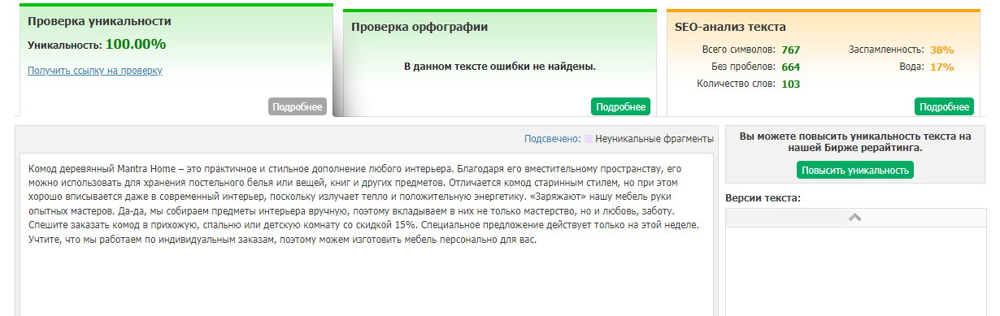 Проверка уникальности
Уникальность: 100.00%
Получить ссылку на проверку
Подробнее
Проверка орфографии
В данном тексте ошибки не найдены.
Подробнее
SEO-анализ текста
Всего символов: 767
Без пробелов: 664
Количество слов: 103
Заспамленность: 38%
Вода: 17%
Подробнее
Подсвечено: Неуникальные фрагменты
Комод деревянный Mantra Home – это практичное и стильное дополнение любого интерьера. Благодаря его вместительному пространству, его
можно использовать для хранения постельного белья или вещей, книг и других предметов. Отличается комод старинным стилем, но при этом
хорошо вписывается даже в современный интерьер, поскольку излучает тепло и положительную энергетику. «Заряжают» нашу мебель руки
опытных мастеров. Да-да, мы собираем предметы интерьера вручную, поэтому вкладываем в них не только мастерство, но и любовь, заботу.
Спешите заказать комод в прихожую, спальню или детскую комнату со скидкой 15%. Специальное предложение действует только на этой неделе.
Учтите, что мы работаем по индивидуальным заказам, поэтому можем изготовить мебель персонально для вас.
Вы можете повысить уникальность текста на
нашей Бирже рерайтинга.
Повысить уникальность
Версии текста: